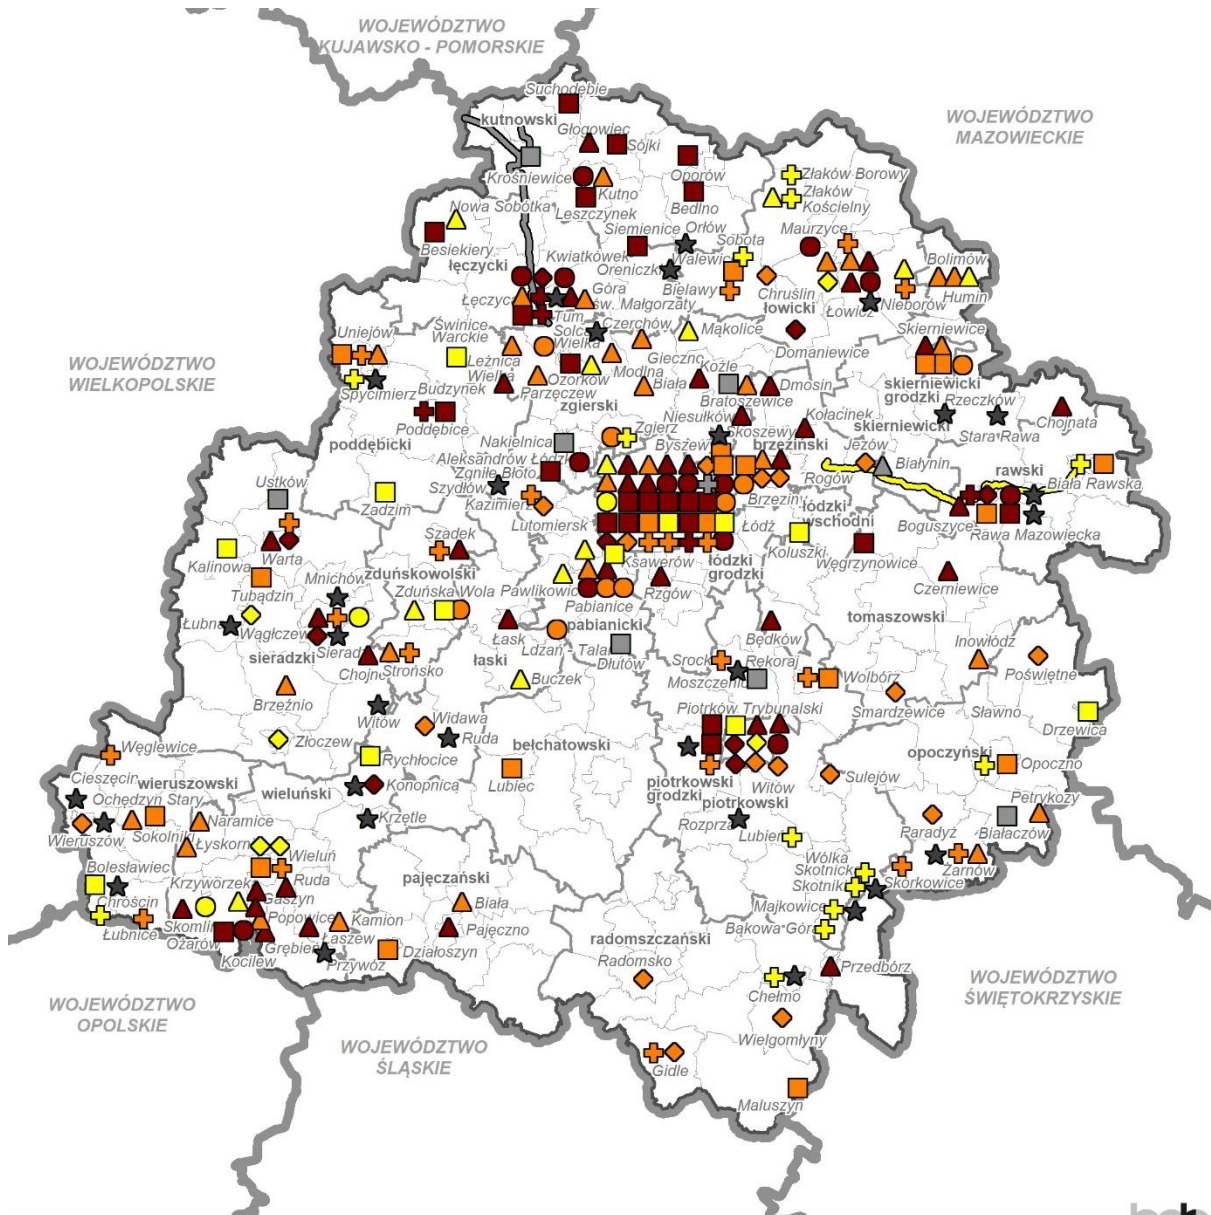 WOJEWÓDZTWO
KUJAWSKO - POMORSKIE
WOJEWÓDZTWO
MAZOWIECKIE
Suchodębie
kutnowski
Głogowiec
Sójki
Oporów
Krośniewice
Kutno
Leszczynek
Bedlno
Złaków Borowy
Złaków
Kościelny
Nowa Sobótka
Besiekiery
Siemienice
Orłów
Sobota
Maurzyce
łęczycki
Kwiatkówek
Oreniczki
Walewice
Bielawy
Chruślin
łowicki
Łowicz
Nieborów
Bolimów
Humin
Łęczyca
Góra
św. Małgorzaty
Tum
Solca
Wielka
Czerchów
Mąkolice
Domaniewice
Skierniewice
Uniejów
Świnice
Warckie
WOJEWÓDZTWO
WIELKOPOLSKIE
Spycimierz
Budzynek
Leźnica
Wielka
Parzęczew
Ozorków
Modlna
Gieczno
Biała
Koźle
Bratoszewice
Dmosin
skierniewicki
grodzki
Rzeczków
zgierski
Niesułków
Kołacinek
skierniewicki
Stara Rawa
Chojnata
Poddębice
poddębicki
Nakielnica
Zgierz
Byszewy
Skoszewy
brzeziński
Jeżów
Białynin
rawski
Biała Rawska
Aleksandrów Łódzki
Zgniłe Błoto
Szydłów
Kazimierz
Lutomiersk
Brzeziny
Rogów
Boguszyce
Rawa Mazowiecka
Ustków
Zadzim
Łódź
łódzki
wschodni
Koluszki
Węgrzynowice
Kalinowa
Warta
Szadek
Ksawerów
łódzki
grodzki
Tubądzin
Mnichów
zduńskowolski
Zduńska Wola
Pawlikowice
Pabianice
Rzgów
Czerniewice
pabianicki
tomaszowski
Wągłczew
Sieradz
sieradzki
Chojne
Strońsko
Łask
łaski
Ldzań - Talar
Dłutów
Będków
Srock
Rękoraj
Moszczenica
Wolbórz
Inowłódz
Poświętne
Brzeźnio
Buczek
Smardzewice
Sławno
Drzewica
Witów
Widawa
Ruda
Złoczew
Rychłocice
bełchatowski
Piotrków Trybunalski
Witów
Sulejów
opoczyński
Opoczno
Węglewice
Cieszęcin
wieruszowski
Ochędzyn Stary
wieluński
Konopnica
Lubiec
piotrkowski
grodzki
piotrkowski
Rozprza
Petrykozy
Wieruszów
Sokolniki
Naramice
Łyskornia
Krzętle
Lubień
Paradyż
Białaczów
Żarnów
Skórkowice
Bolesławiec
Chróścin
Łubnice
Krzyworzeka
Wieluń
Ruda
Gaszyn
pajęczański
Wólka
Skotnicka
Skotniki
Majkowice
Bąkowa Góra
Skomlin
Ożarów
Kocilew
Popowice
Grębień
Łaszew
Kamion
Przywóz
Działoszyn
Biała
Pajęczno
radomszczański
Radomsko
Chełmo
Przedbórz
WOJEWÓDZTWO
OPOLSKIE
WOJEWÓDZTWO
ŚWIĘTOKRZYSKIE
WOJEWÓDZTWO
ŚLĄSKIE
Wielgomłyny
Gidle
Maluszyn